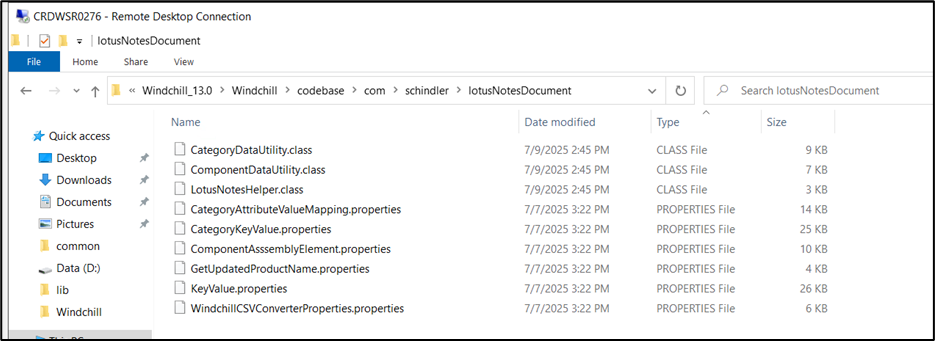 CRDWSR0276 - Remote Desktop Connection
lotusNotesDocument
File Home Share View
« Windchill_13.0 > Windchill > codebase > com > schindler > lotusNotesDocument Search lotusNotesDocument
Name Date modified Type Size
Quick access
Desktop
Downloads
Documents
Pictures
common
Data (D:)
lib
Windchill
CategoryDataUtility.class 7/9/2025 2:45 PM CLASS File 9 KB
ComponentDataUtility.class 7/9/2025 2:45 PM CLASS File 7 KB
LotusNotesHelper.class 7/9/2025 2:45 PM CLASS File 3 KB
CategoryAttributeValueMapping.properties 7/7/2025 3:22 PM PROPERTIES File 14 KB
CategoryKeyValue.properties 7/7/2025 3:22 PM PROPERTIES File 25 KB
ComponentAsssemblyElement.properties 7/7/2025 3:22 PM PROPERTIES File 10 KB
GetUpdatedProductName.properties 7/7/2025 3:22 PM PROPERTIES File 4 KB
KeyValue.properties 7/7/2025 3:22 PM PROPERTIES File 26 KB
WindchillCSVConverterProperties.properties 7/7/2025 3:22 PM PROPERTIES File 6 KB